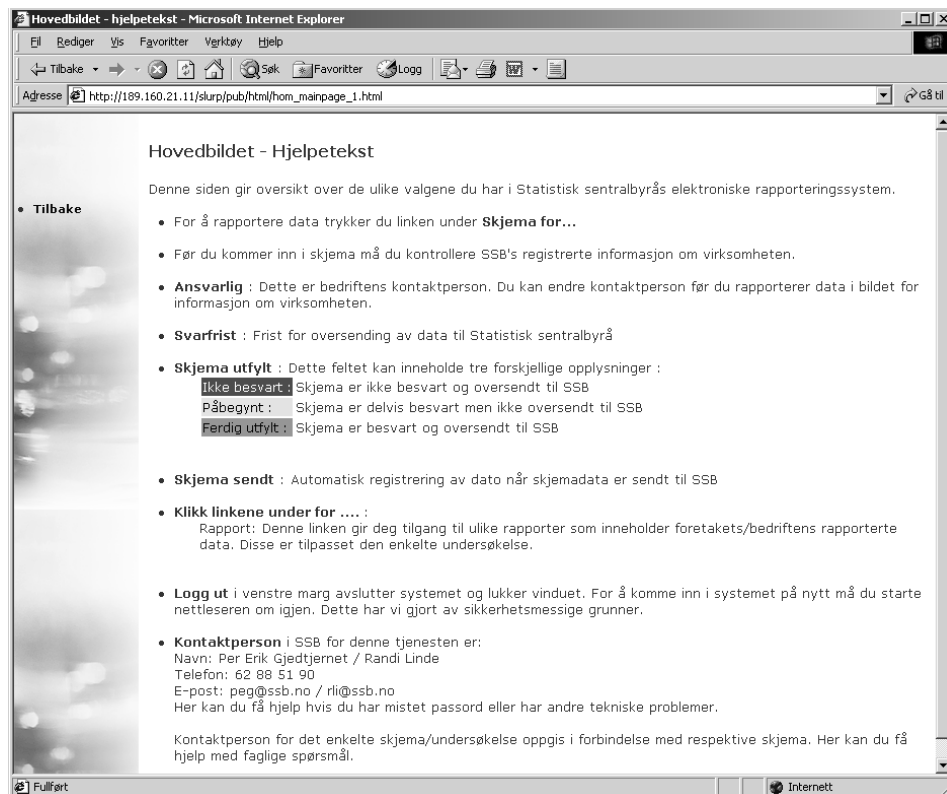 Hovedbildet - hjelpetekst - Microsoft Internet Explorer
Fil Rediger Vis Favoritter Verktøy Hjelp
Tilbake Søk Favoritter Logg
Adresse http://189.160.21.11/slurp/pub/html/hom_mainpage_1.html Gå til
Hovedbildet - Hjelpetekst
Denne siden gir oversikt over de ulike valgene du har i Statistisk sentralbyrås elektroniske rapporteringssystem.
• Tilbake
• For å rapportere data trykker du linken under Skjema for...
• Før du kommer inn i skjema må du kontrollere SSB's registrerte informasjon om virksomheten.
• Ansvarlig : Dette er bedriftens kontaktperson. Du kan endre kontaktperson før du rapporterer data i bildet for
informasjon om virksomheten.
• Svarfrist : Frist for oversending av data til Statistisk sentralbyrå
• Skjema utfylt : Dette feltet kan inneholde tre forskjellige opplysninger :
Ikke besvart : Skjema er ikke besvart og oversendt til SSB
Påbegynt : Skjema er delvis besvart men ikke oversendt til SSB
Ferdig utfylt : Skjema er besvart og oversendt til SSB
• Skjema sendt : Automatisk registrering av dato når skjemadata er sendt til SSB
• Klikk linkene under for .... :
Rapport: Denne linken gir deg tilgang til ulike rapporter som inneholder foretakets/bedriftens rapporterte
data. Disse er tilpasset den enkelte undersøkelse.
• Logg ut i venstre marg avslutter systemet og lukker vinduet. For å komme inn i systemet på nytt må du starte
nettleseren om igjen. Dette har vi gjort av sikkerhetsmessige grunner.
• Kontaktperson i SSB for denne tjenesten er:
Navn: Per Erik Gjedtjernet / Randi Linde
Telefon: 62 88 51 90
E-post: peg@ssb.no / rli@ssb.no
Her kan du få hjelp hvis du har mistet passord eller har andre tekniske problemer.
Kontaktperson for det enkelte skjema/undersøkelse oppgis i forbindelse med respektive skjema. Her kan du få
hjelp med faglige spørsmål.
Fullført Internett